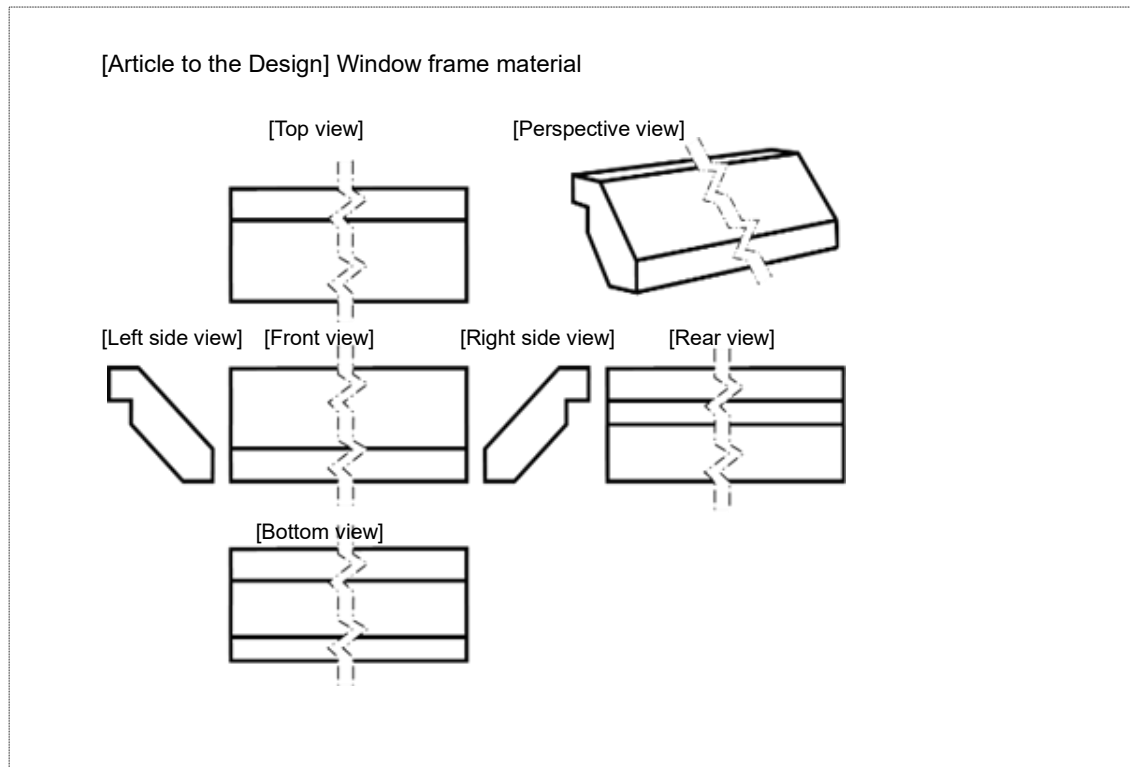 [Article to the Design] Window frame material
[Top view]
[Perspective view]
[Left side view]
[Front view]
[Right side view]
[Rear view]
[Bottom view]